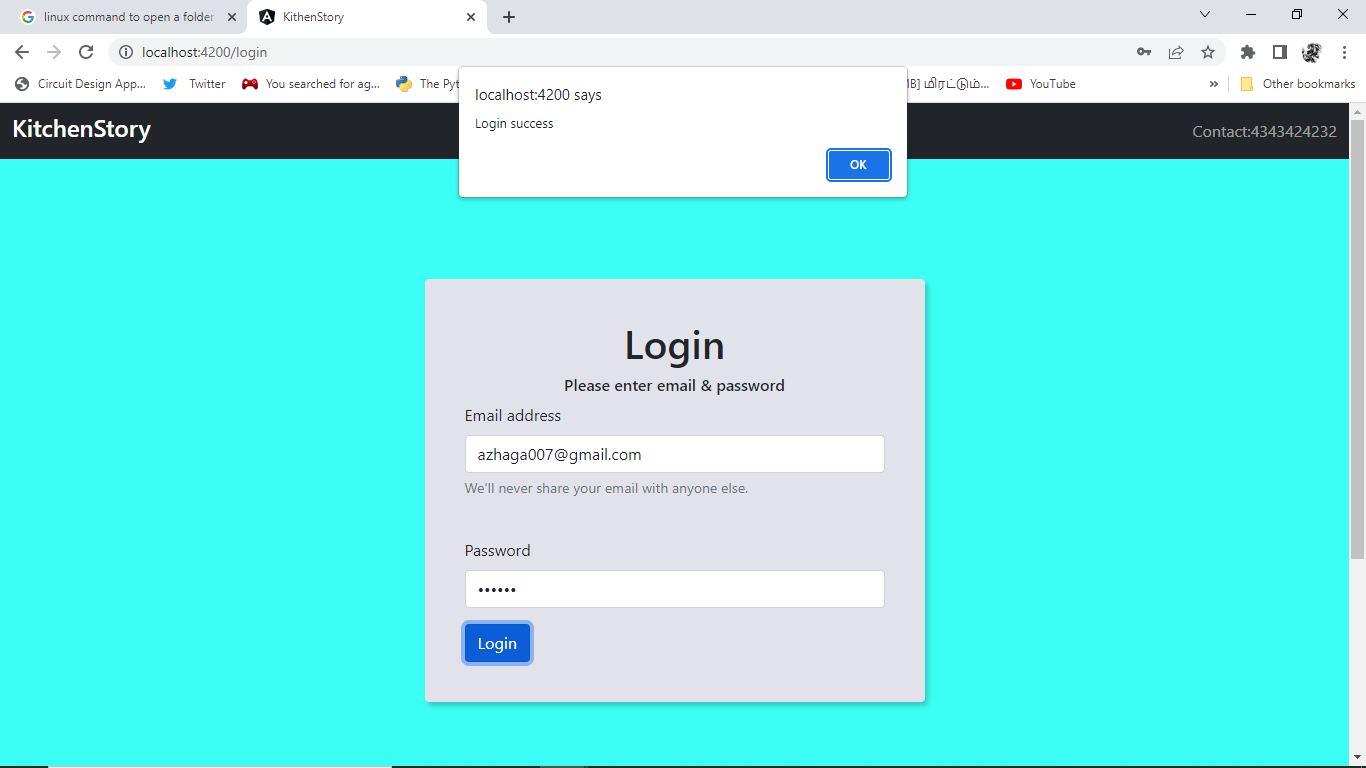 linux command to open a folder
KithenStory
localhost:4200/login
Circuit Design App...
Twitter
You searched for ag...
The Pyt
மிரட்டும்...
YouTube
»
Other bookmarks
localhost:4200 says
Login success
OK
KitchenStory
Contact:4343424232
Login
Please enter email & password
Email address
azhaga007@gmail.com
We'll never share your email with anyone else.
Password
••••••
Login